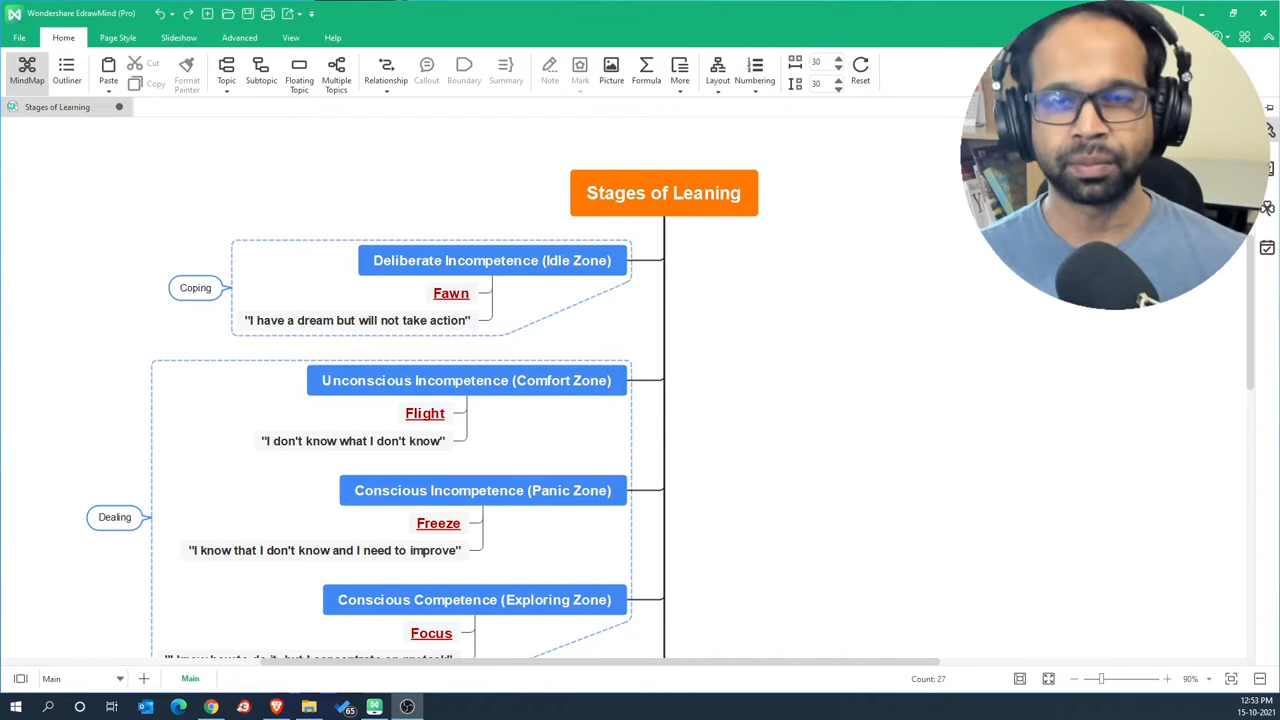 Wondershare EdrawMind (Pro)
File Home Page Style Slideshow Advanced View Help
MindMap Outliner Paste Cut Copy Format Painter Topic Subtopic Floating Topic Multiple Topics Relationship Callout Boundary Summary Note Mark Picture Formula More Layout Numbering 30 30 Reset
Stages of Learning
Stages of Leaning
Deliberate Incompetence (Idle Zone)
Coping
Fawn
"I have a dream but will not take action"
Unconscious Incompetence (Comfort Zone)
Flight
"I don't know what I don't know"
Conscious Incompetence (Panic Zone)
Dealing
Freeze
"I know that I don't know and I need to improve"
Conscious Competence (Exploring Zone)
Focus
Main Main Count: 27 90%
65
12:53 PM
15-10-2021